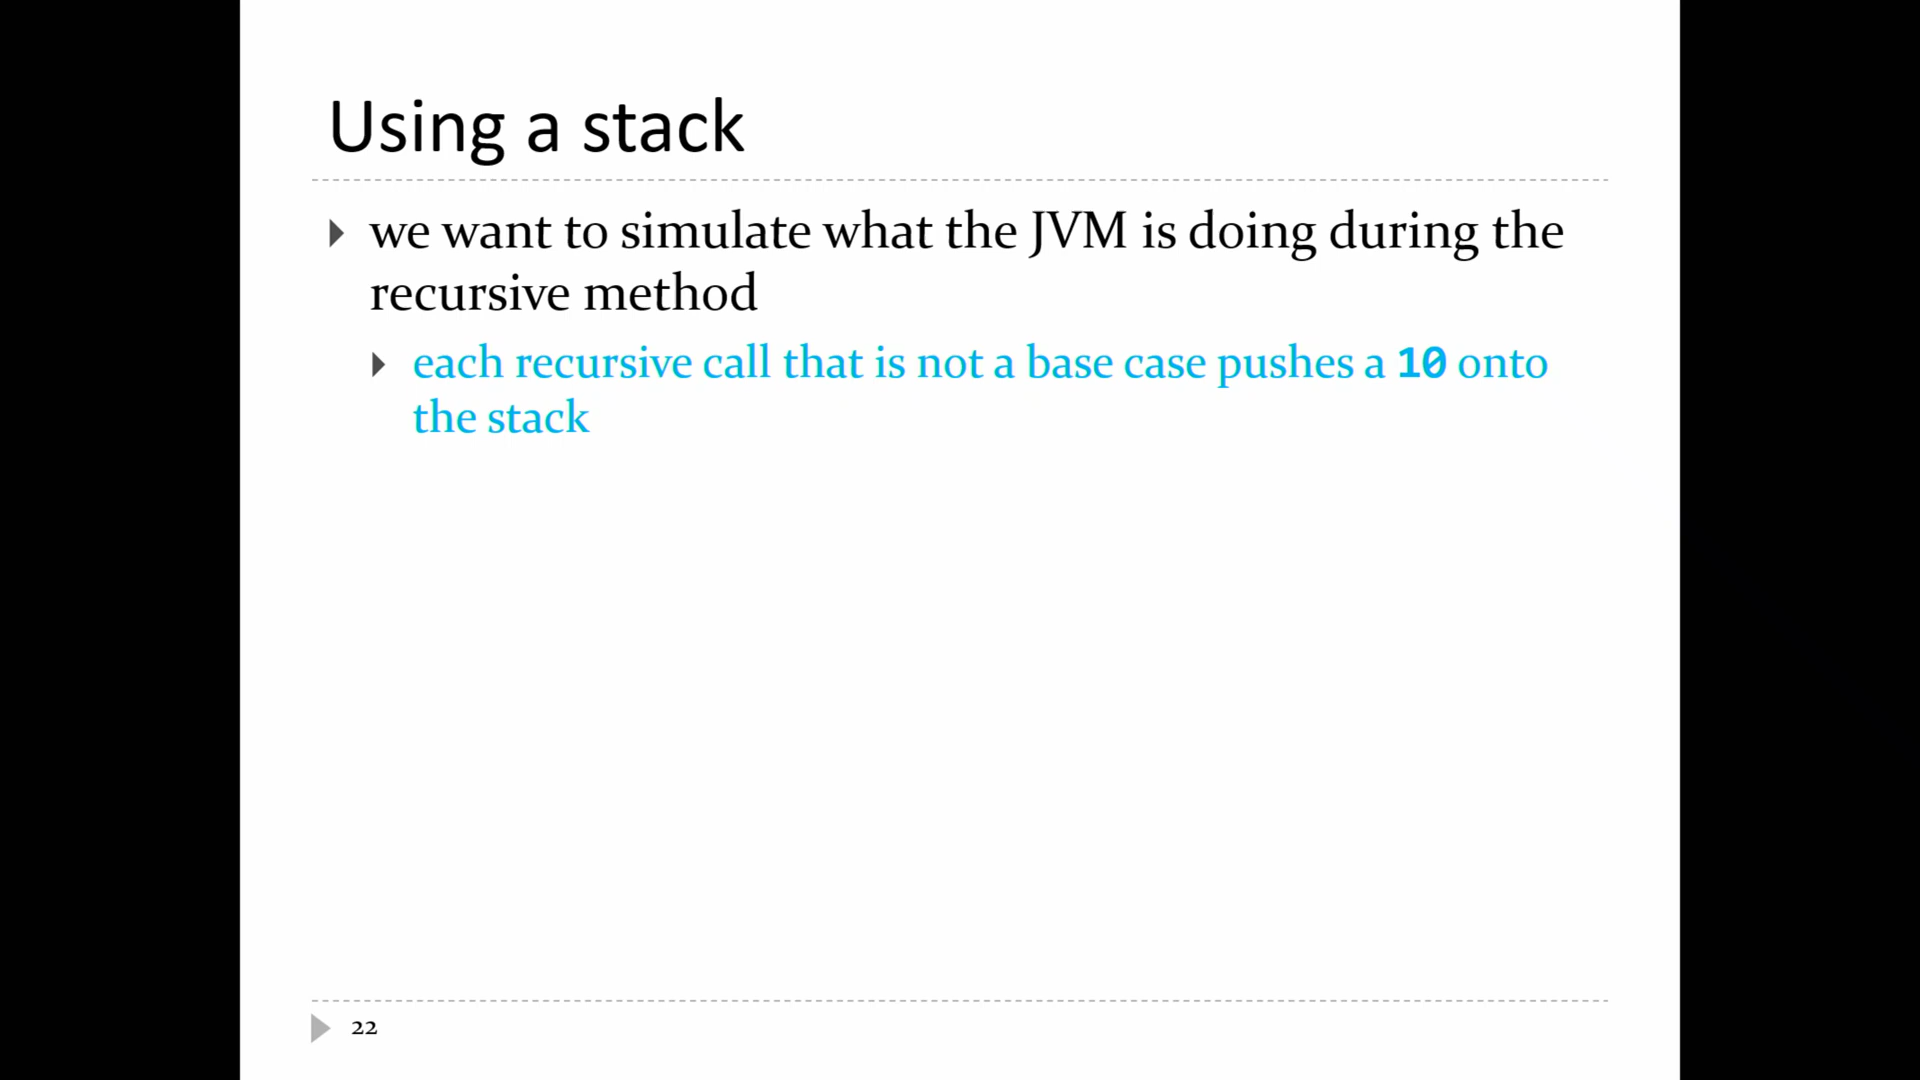 Using a stack
we want to simulate what the JVM is doing during the
recursive method
each recursive call that is not a base case pushes a 10 onto
the stack
22